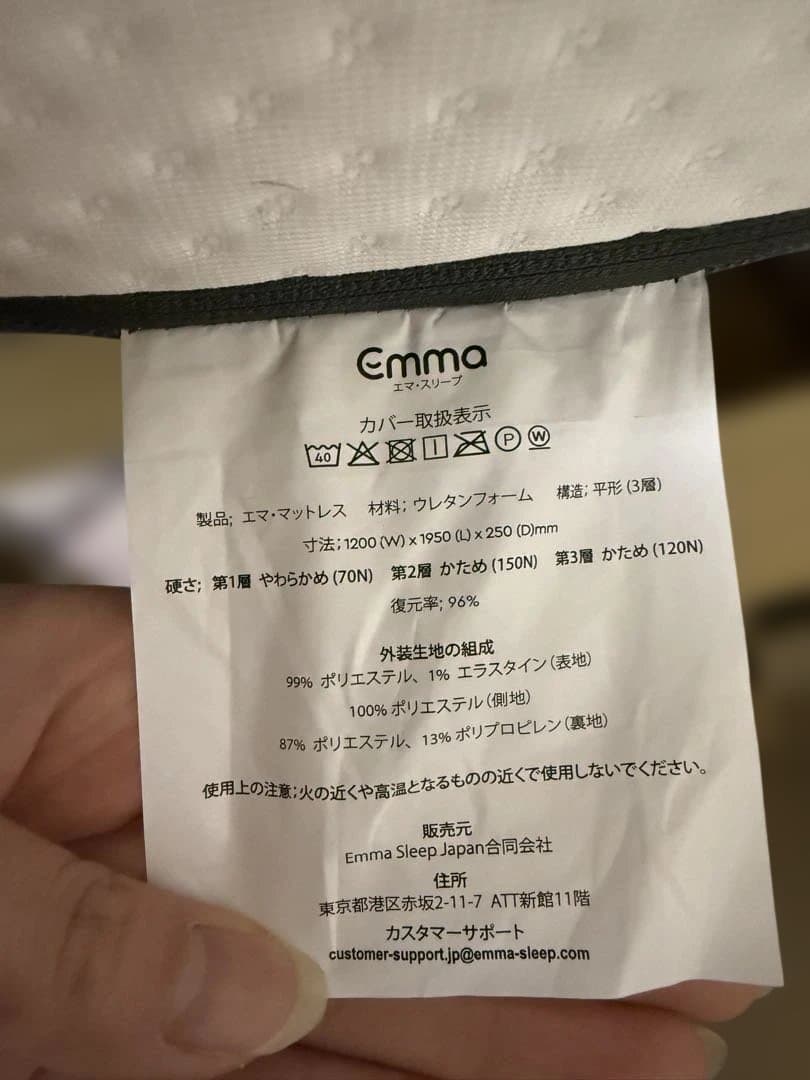 emma
エマ・スリープ
カバー取扱表示
40 P W
製品; エマ・マットレス 材料; ウレタンフォーム 構造; 平形 (3層)
寸法; 1200 (W) x 1950 (L) x 250 (D)mm
硬さ; 第1層 やわらかめ (70N) 第2層 かため (150N) 第3層 かため (120N)
復元率; 96%
外装生地の組成
99% ポリエステル、1% エラスタイン (表地)
100% ポリエステル (側地)
87% ポリエステル、13% ポリプロピレン (裏地)
使用上の注意; 火の近くや高温となるものの近くで使用しないでください。
販売元
Emma Sleep Japan合同会社
住所
東京都港区赤坂2-11-7 ATT新館11階
カスタマーサポート
customer-support.jp@emma-sleep.com